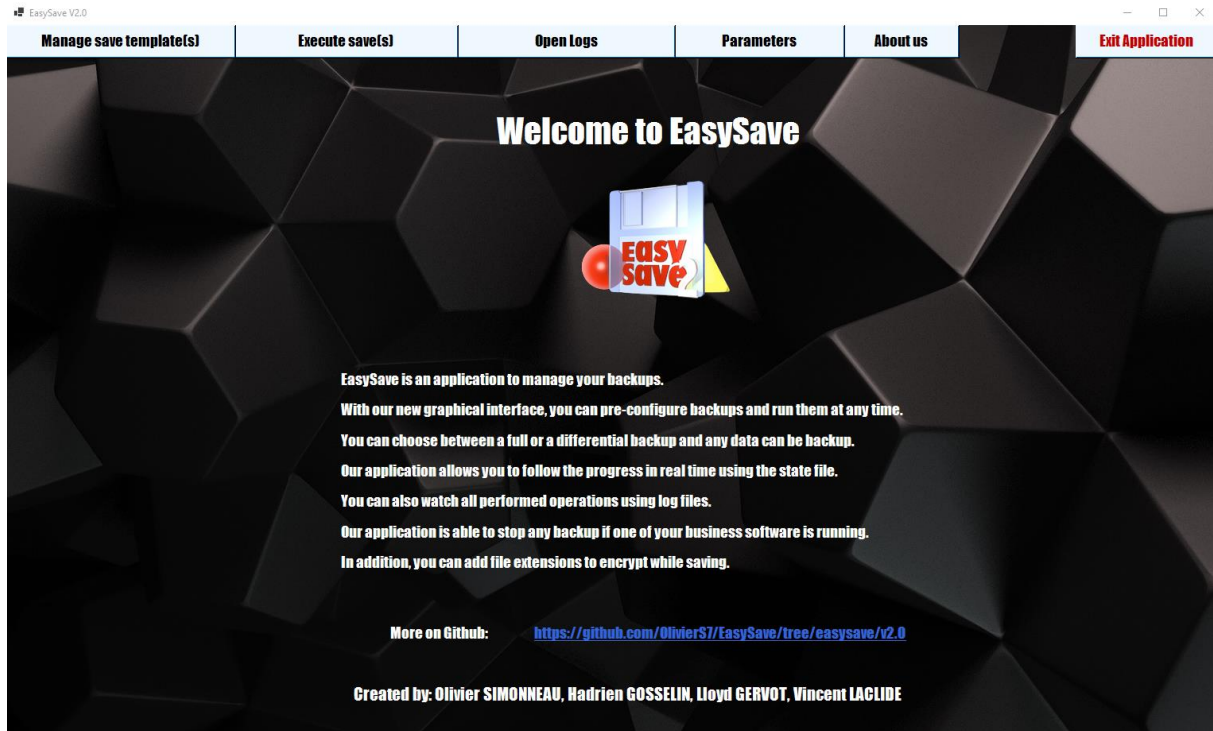 EasySave V2.0
Manage save template(s) Execute save(s) Open Logs Parameters About us Exit Application
Welcome to EasySave
Easy
Save
EasySave is an application to manage your backups.
With our new graphical interface, you can pre-configure backups and run them at any time.
You can choose between a full or a differential backup and any data can be backup.
Our application allows you to follow the progress in real time using the state file.
You can also watch all performed operations using log files.
Our application is able to stop any backup if one of your business software is running.
In addition, you can add file extensions to encrypt while saving.
More on Github: https://github.com/OlivierS7/EasySave/tree/easysave/v2.0
Created by: Olivier SIMONNEAU, Hadrien GOSSELIN, Lloyd GERVOT, Vincent LACLIDE